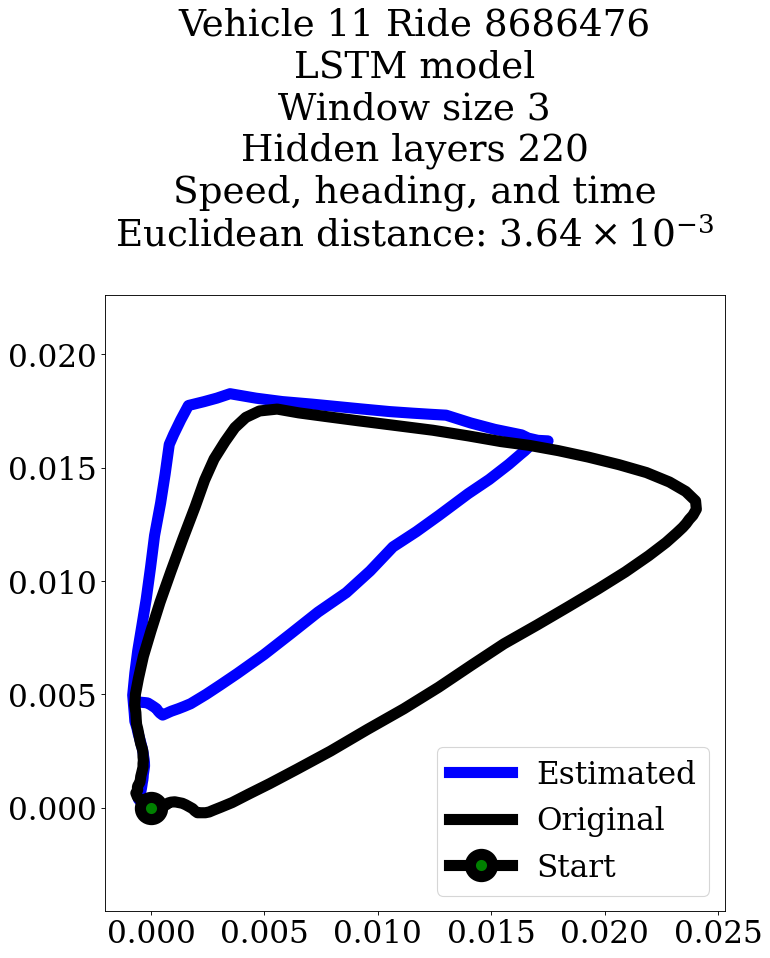 Vehicle 11 Ride 8686476
LSTM model
Window size 3
Hidden layers 220
Speed, heading, and time
Euclidean distance: 3.64 × 10⁻³
0.020
0.015
0.010
0.005
0.000
Estimated
Original
Start
0.000 0.005 0.010 0.015 0.020 0.025